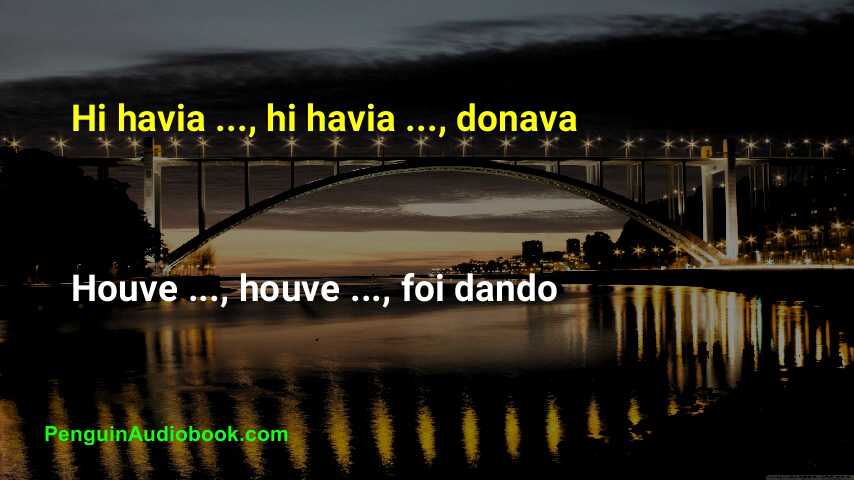 Hi havia ..., hi havia ..., donava
Houve ..., houve ..., foi dando
PenguinAudiobook.com